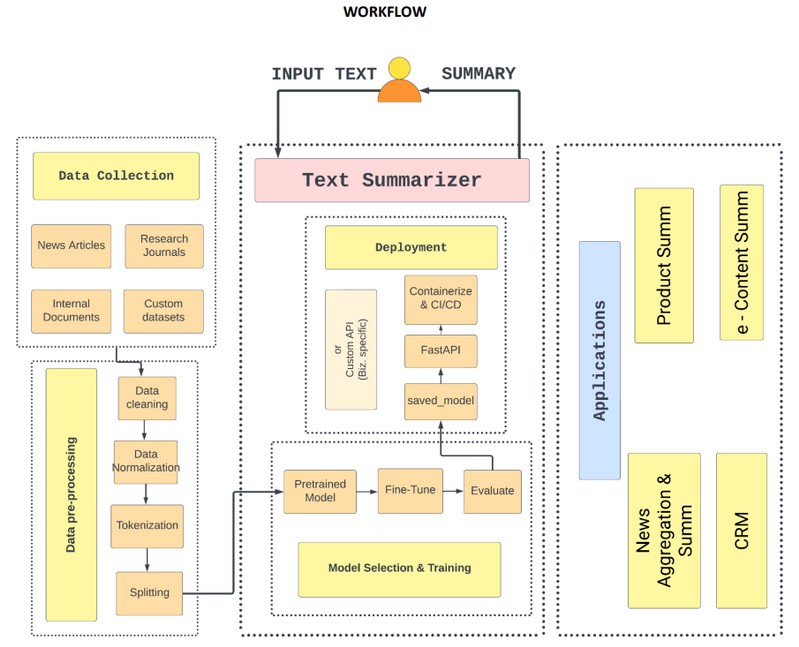 WORKFLOW
INPUT TEXT
SUMMARY
Data Collection
News Articles
Research
Journals
Internal
Documents
Custom
datasets
Data pre-processing
Data
cleaning
Data
Normalization
Tokenization
Splitting
Text Summarizer
Deployment
or
Custom API
(Biz. specific)
Containerize
& CI/CD
FastAPI
saved_model
Pretrained
Model
Fine-Tune
Evaluate
Model Selection & Training
Applications
Product Summ
e - Content Summ
News
Aggregation &
Summ
CRM